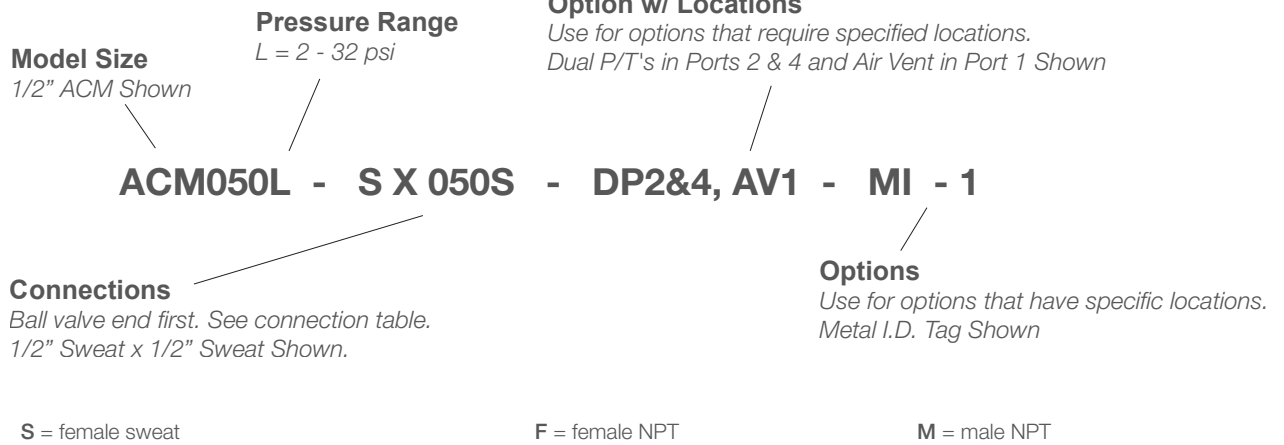 Option w/ Locations
Use for options that require specified locations.
Dual P/T's in Ports 2 & 4 and Air Vent in Port 1 Shown
Pressure Range
L = 2 - 32 psi
Model Size
1/2” ACM Shown
ACM050L - S X 050S - DP2&4, AV1 - MI - 1
Connections
Ball valve end first. See connection table.
1/2” Sweat x 1/2” Sweat Shown.
Options
Use for options that have specific locations.
Metal I.D. Tag Shown
S = female sweat F = female NPT M = male NPT